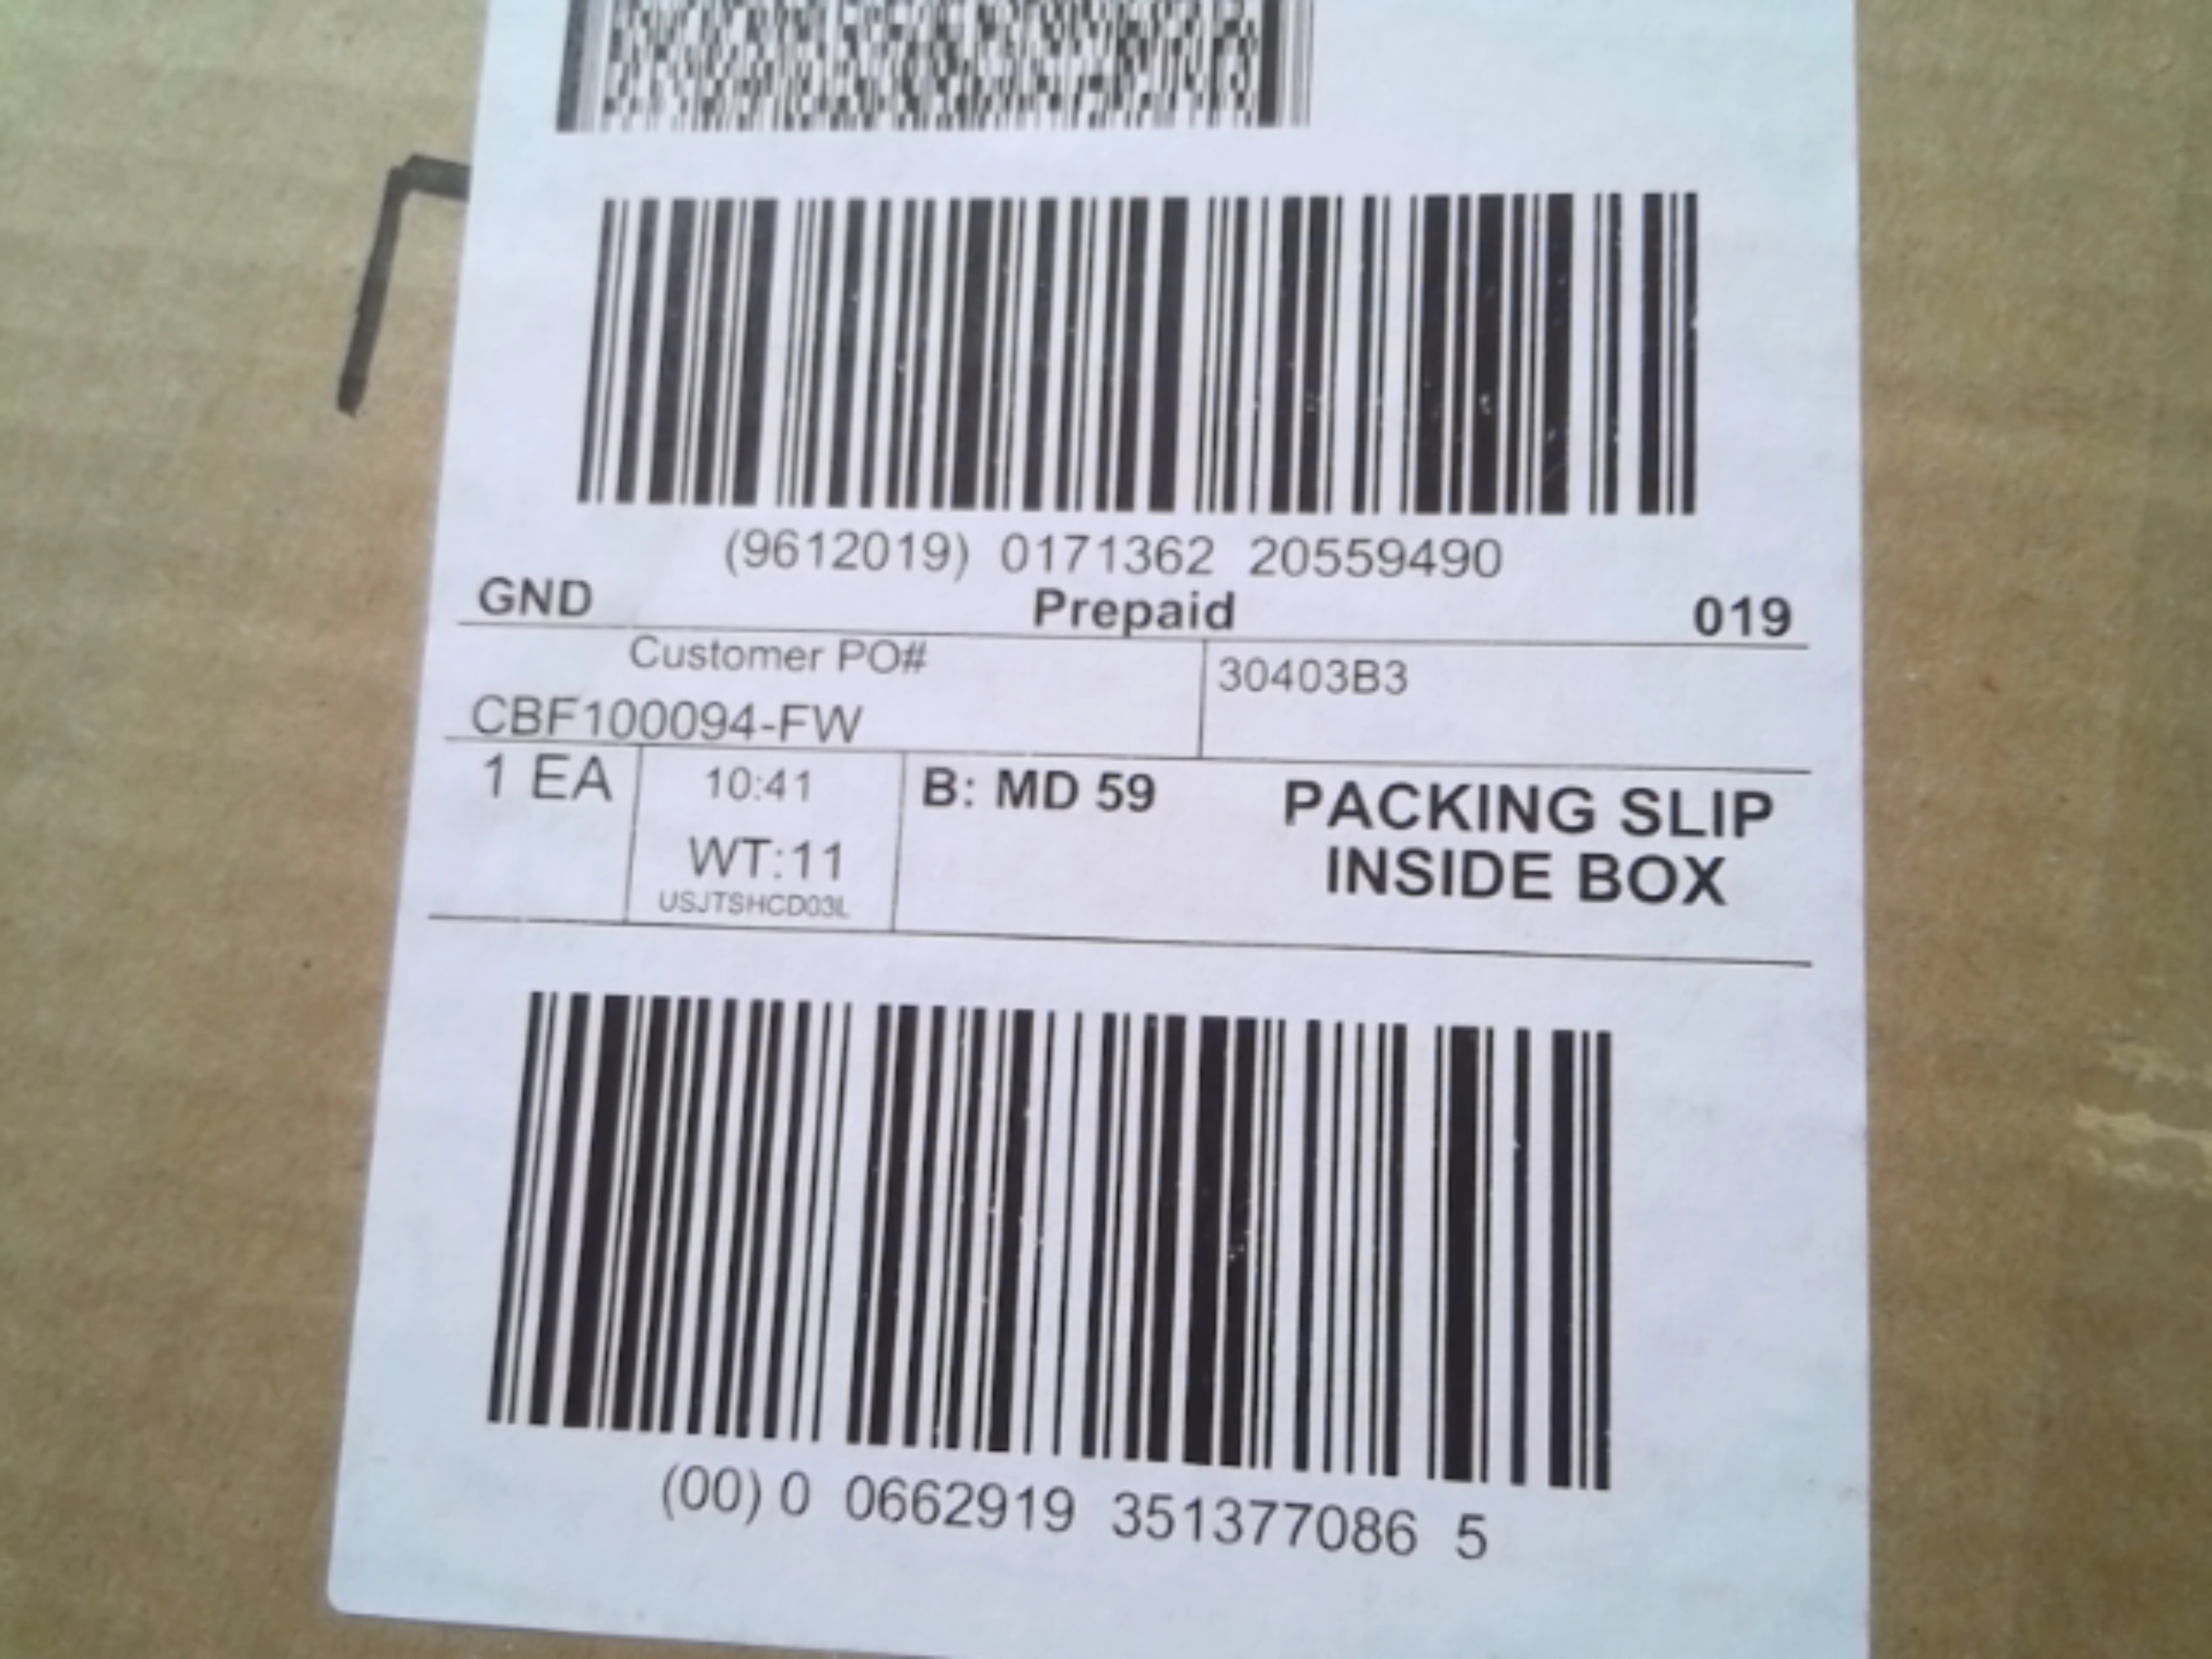 (9612019) 0171362 20559490
GND Prepaid 019
Customer PO# 30403B3
CBF100094-FW
1 EA 10:41 B: MD 59 PACKING SLIP
WT:11 INSIDE BOX
USJTSHCD03L
(00) 0 0662919 351377086 5